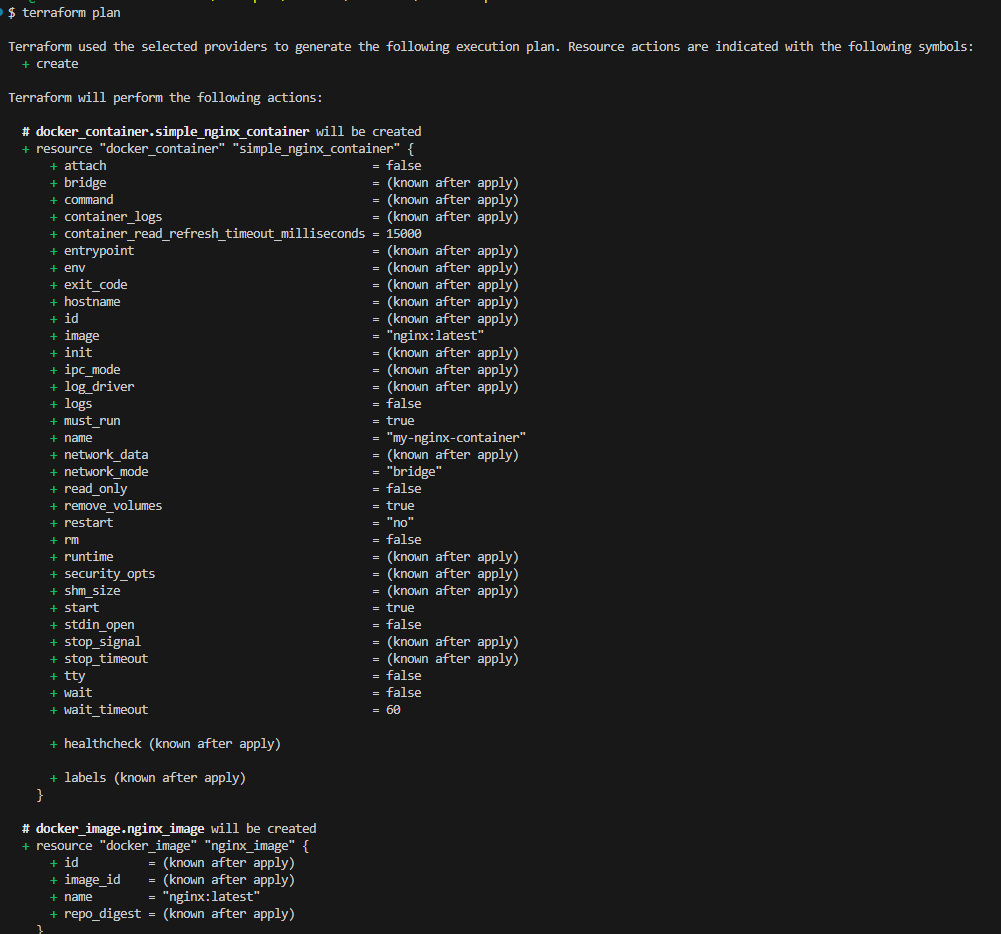 $ terraform plan
Terraform used the selected providers to generate the following execution plan. Resource actions are indicated with the following symbols:
+ create
Terraform will perform the following actions:
# docker_container.simple_nginx_container will be created
+ resource "docker_container" "simple_nginx_container" {
+ attach = false
+ bridge = (known after apply)
+ command = (known after apply)
+ container_logs = (known after apply)
+ container_read_refresh_timeout_milliseconds = 15000
+ entrypoint = (known after apply)
+ env = (known after apply)
+ exit_code = (known after apply)
+ hostname = (known after apply)
+ id = (known after apply)
+ image = "nginx:latest"
+ init = (known after apply)
+ ipc_mode = (known after apply)
+ log_driver = (known after apply)
+ logs = false
+ must_run = true
+ name = "my-nginx-container"
+ network_data = (known after apply)
+ network_mode = "bridge"
+ read_only = false
+ remove_volumes = true
+ restart = "no"
+ rm = false
+ runtime = (known after apply)
+ security_opts = (known after apply)
+ shm_size = (known after apply)
+ start = true
+ stdin_open = false
+ stop_signal = (known after apply)
+ stop_timeout = (known after apply)
+ tty = false
+ wait = false
+ wait_timeout = 60
+ healthcheck (known after apply)
+ labels (known after apply)
}
# docker_image.nginx_image will be created
+ resource "docker_image" "nginx_image" {
+ id = (known after apply)
+ image_id = (known after apply)
+ name = "nginx:latest"
+ repo_digest = (known after apply)
}